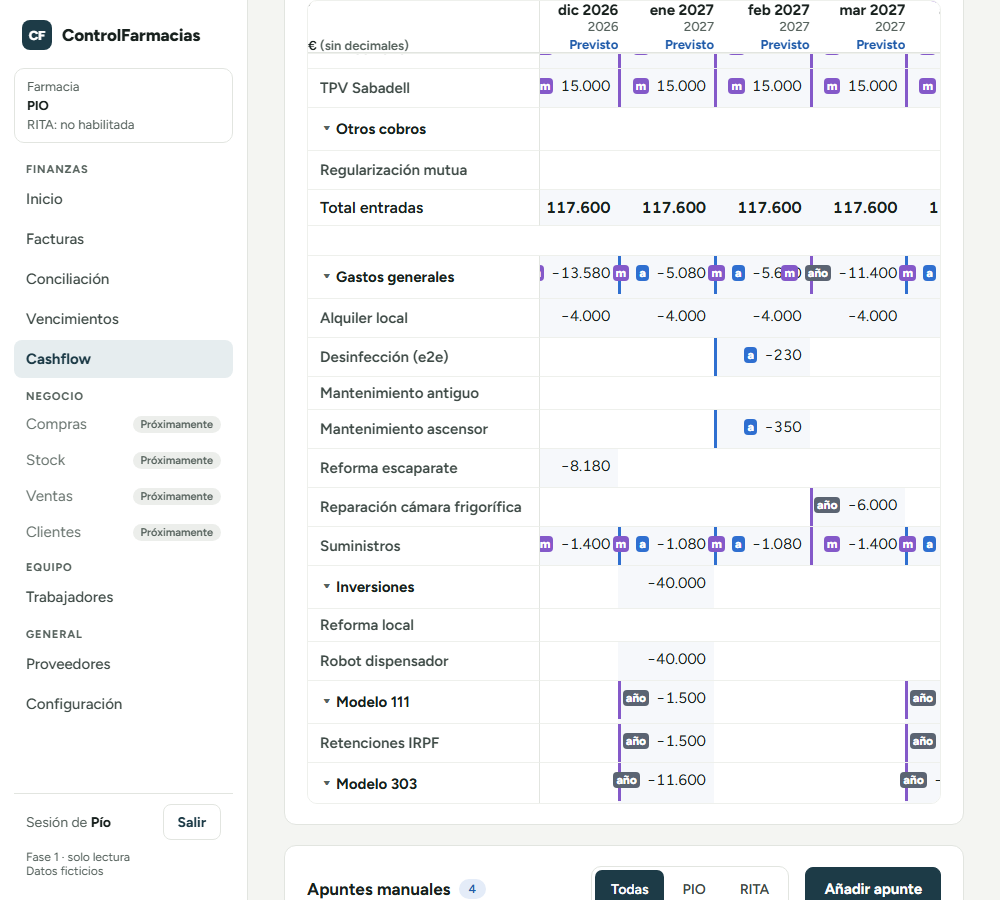 CF ControlFarmacias
Farmacia
PIO
RITA: no habilitada
FINANZAS
Inicio
Facturas
Conciliación
Vencimientos
Cashflow
NEGOCIO
Compras Próximamente
Stock Próximamente
Ventas Próximamente
Clientes Próximamente
EQUIPO
Trabajadores
GENERAL
Proveedores
Configuración
Sesión de Pío Salir
Fase 1 · solo lectura
Datos ficticios
dic 2026 ene 2027 feb 2027 mar 2027
2026 2027 2027 2027
€ (sin decimales) Previsto Previsto Previsto Previsto
TPV Sabadell m 15.000 m 15.000 m 15.000 m 15.000 m
Otros cobros
Regularización mutua
Total entradas 117.600 117.600 117.600 117.600 1
Gastos generales −13.580 m a −5.080 m a −5.6 m año −11.400 m a
Alquiler local −4.000 −4.000 −4.000 −4.000
Desinfección (e2e) a −230
Mantenimiento antiguo
Mantenimiento ascensor a −350
Reforma escaparate −8.180
Reparación cámara frigorífica año −6.000
Suministros m −1.400 m a −1.080 m a −1.080 m −1.400 m a
Inversiones −40.000
Reforma local
Robot dispensador −40.000
Modelo 111 año −1.500 año
Retenciones IRPF año −1.500 año
Modelo 303 año −11.600 año −
Apuntes manuales 4 Todas PIO RITA Añadir apunte